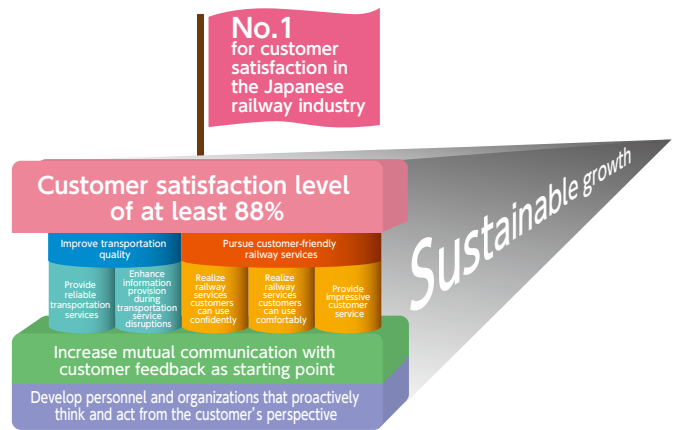 No.1
for customer
satisfaction in
the Japanese
railway industry
Customer satisfaction level
of at least 88%
Sustainable growth
Improve transportation
quality
Pursue customer-friendly
railway services
Provide
reliable
transportation
services
Enhance
information
provision
during
transportation
service
disruptions
Realize
railway
services
customers
can use
confidently
Realize
railway
services
customers
can use
comfortably
Provide
impressive
customer
service
Increase mutual communication with
customer feedback as starting point
Develop personnel and organizations that proactively
think and act from the customer's perspective